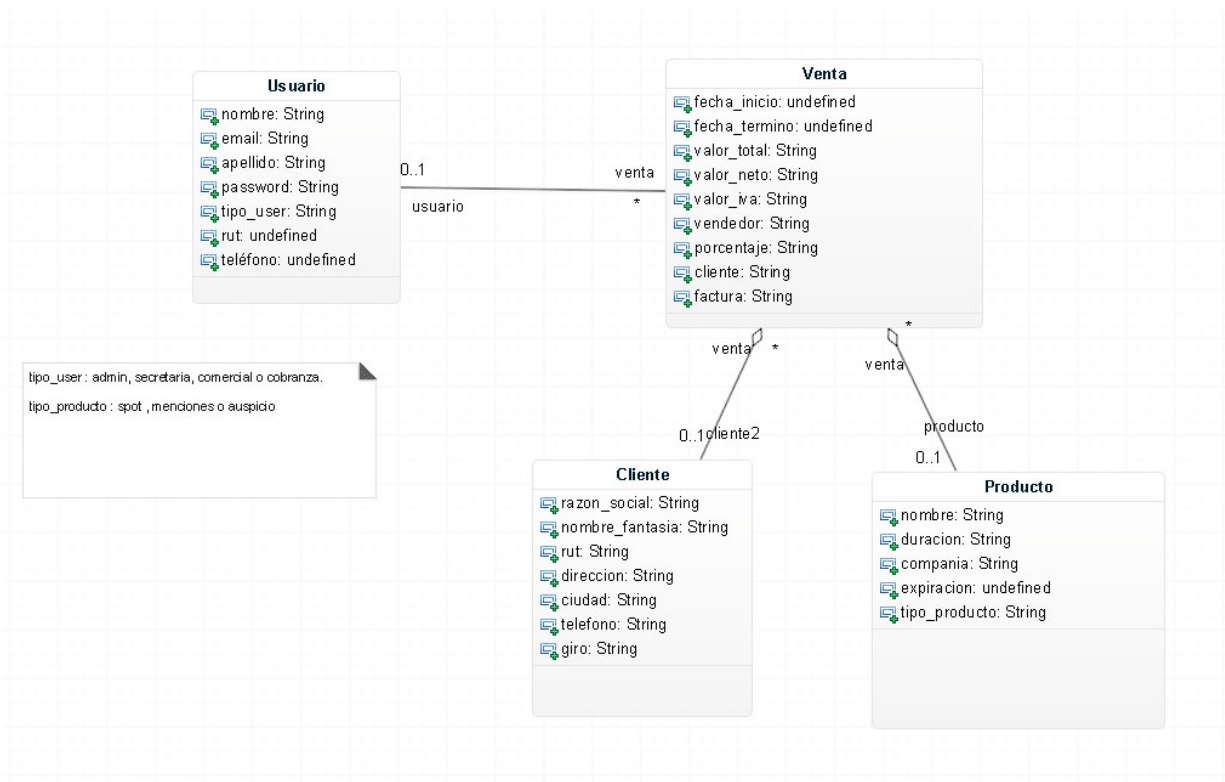 Usuario
nombre: String
email: String
apellido: String
password: String
tipo_user: String
rut: undefined
teléfono: undefined
0..1
usuario
venta
*
Venta
fecha_inicio: undefined
fecha_termino: undefined
valor_total: String
valor_neto: String
valor_iva: String
vendedor: String
porcentaje: String
cliente: String
factura: String
venta
*
*
venta
tipo_user : admin, secretaria, comercial o cobranza.
tipo_producto : spot , menciones o auspicio
0..1
cliente2
producto
0..1
Cliente
razon_social: String
nombre_fantasia: String
rut: String
direccion: String
ciudad: String
telefono: String
giro: String
Producto
nombre: String
duracion: String
compania: String
expiracion: undefined
tipo_producto: String